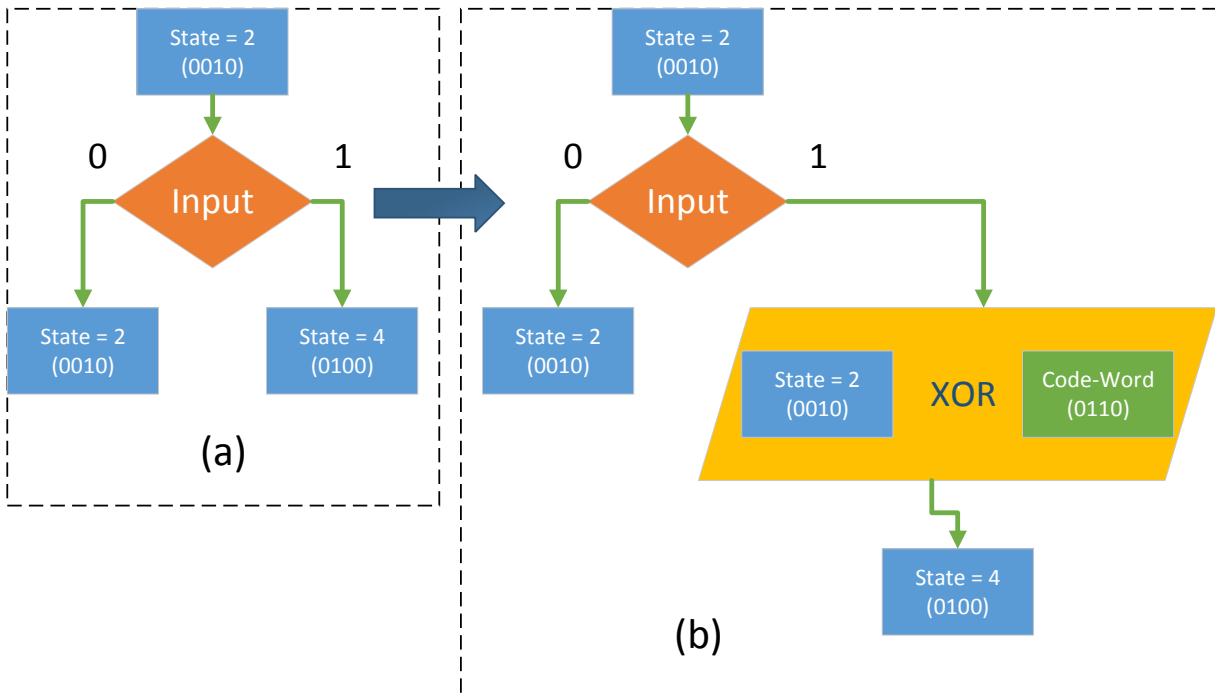 State = 2
(0010)
0
1
Input
State = 2
(0010)
State = 4
(0100)
(a)
State = 2
(0010)
0
1
Input
State = 2
(0010)
State = 2
(0010)
XOR
Code-Word
(0110)
State = 4
(0100)
(b)